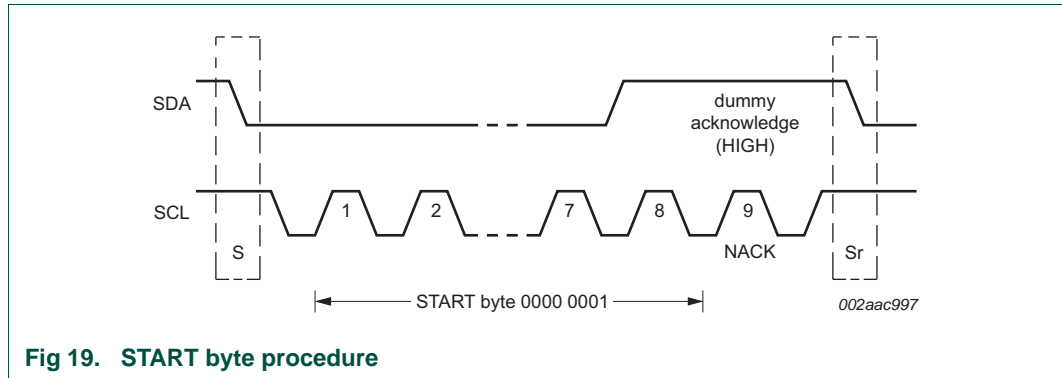 SDA
dummy
acknowledge
(HIGH)
SCL
1
2
7
8
9
S
NACK
Sr
START byte 0000 0001
002aac997
Fig 19. START byte procedure